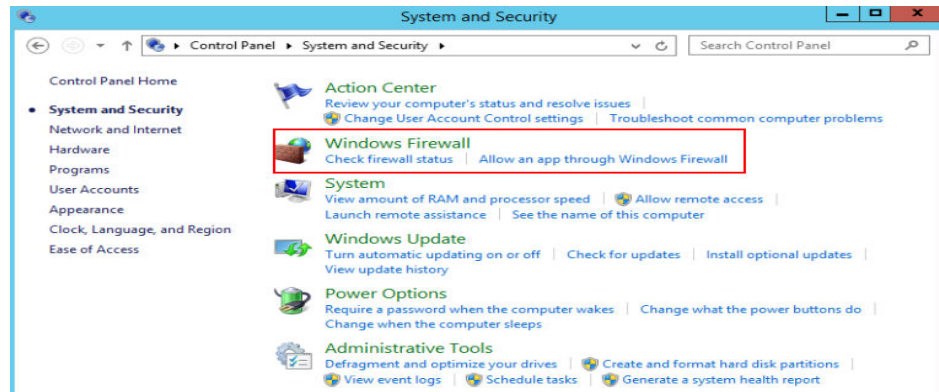 System and Security
Control Panel ▸ System and Security ▸
Search Control Panel
Control Panel Home
System and Security
Network and Internet
Hardware
Programs
User Accounts
Appearance
Clock, Language, and Region
Ease of Access
Action Center
Review your computer's status and resolve issues
Change User Account Control settings | Troubleshoot common computer problems
Windows Firewall
Check firewall status | Allow an app through Windows Firewall
System
View amount of RAM and processor speed | Allow remote access
Launch remote assistance | See the name of this computer
Windows Update
Turn automatic updating on or off | Check for updates | Install optional updates
View update history
Power Options
Require a password when the computer wakes | Change what the power buttons do
Change when the computer sleeps
Administrative Tools
Defragment and optimize your drives | Create and format hard disk partitions
View event logs | Schedule tasks | Generate a system health report